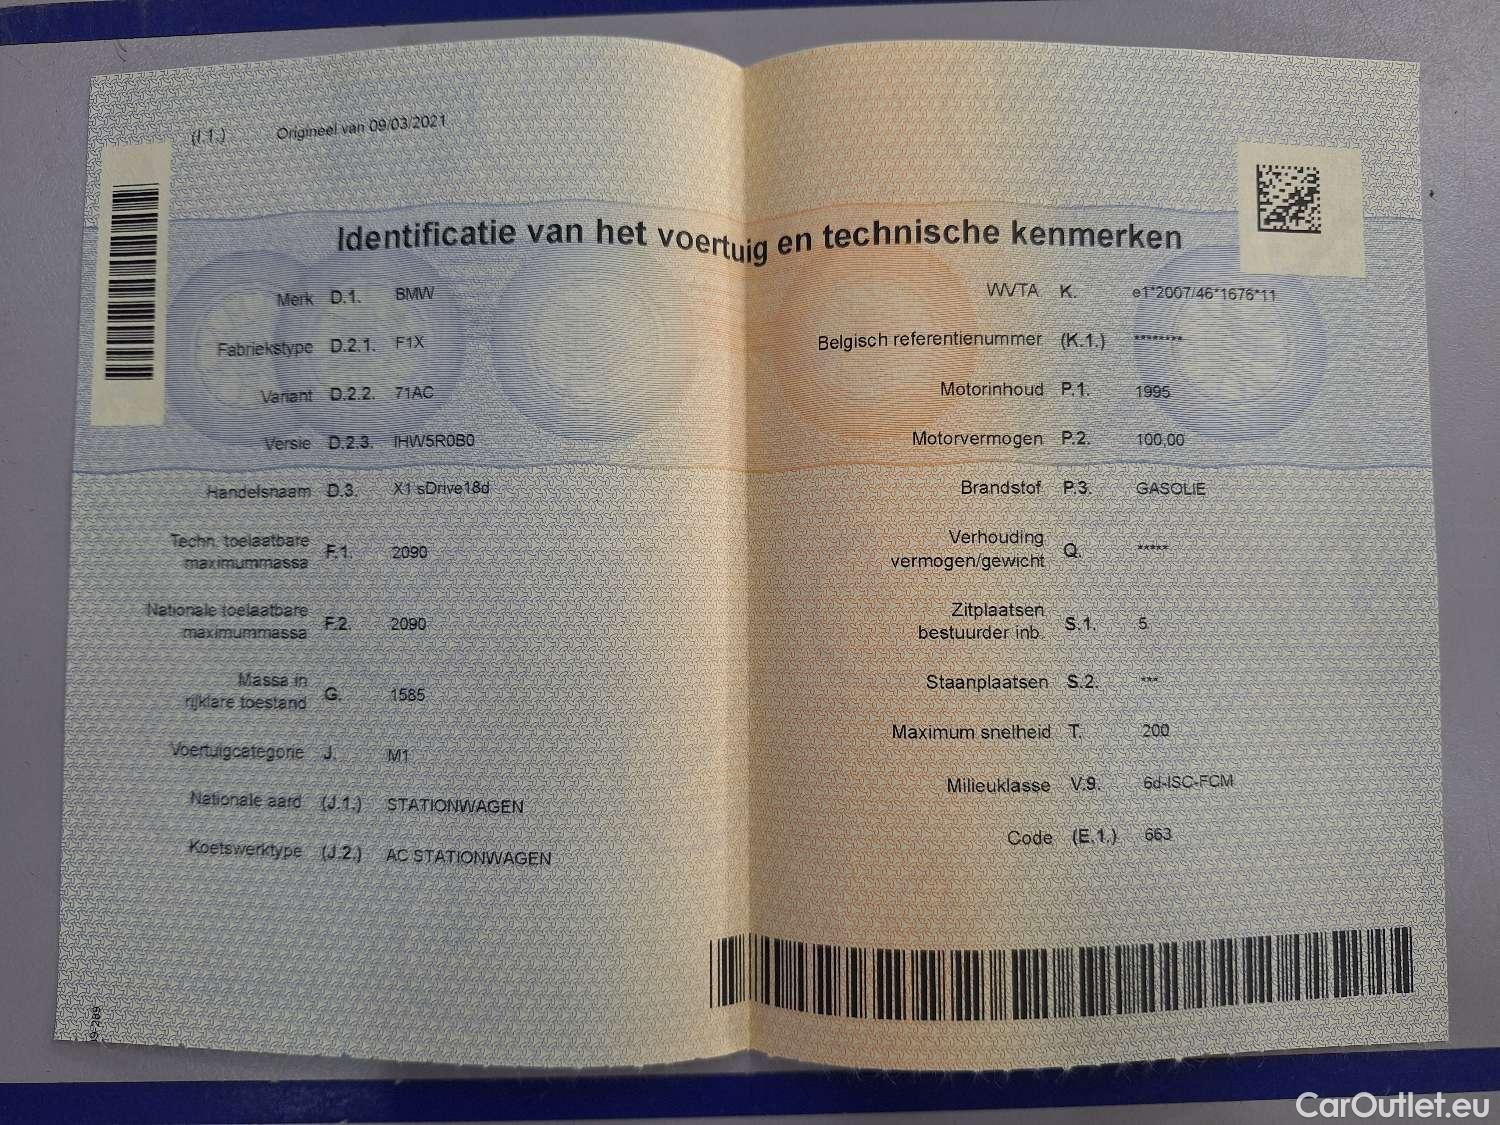 (I.1.) Origineel van 09/03/2021
Identificatie van het voertuig en technische kenmerken
Merk D.1. BMW
Fabriekstype D.2.1. F1X
Variant D.2.2. 71AC
Versie D.2.3. IHW5R0B0
Handelsnaam D.3. X1 sDrive18d
Techn. toelaatbare
maximummassa F.1. 2090
Nationale toelaatbare
maximummassa F.2. 2090
Massa in
rijklare toestand G. 1585
Voertuigcategorie J. M1
Nationale aard (J.1.) STATIONWAGEN
Koetswerktype (J.2.) AC STATIONWAGEN
9-289
WVTA K. e1*2007/46*1676*11
Belgisch referentienummer (K.1.) ********
Motorinhoud P.1. 1995
Motorvermogen P.2. 100,00
Brandstof P.3. GASOLIE
Verhouding
vermogen/gewicht Q. *****
Zitplaatsen
bestuurder inb. S.1. 5
Staanplaatsen S.2. ***
Maximum snelheid T. 200
Milieuklasse V.9. 6d-ISC-FCM
Code (E.1.) 663
CarOutlet.eu